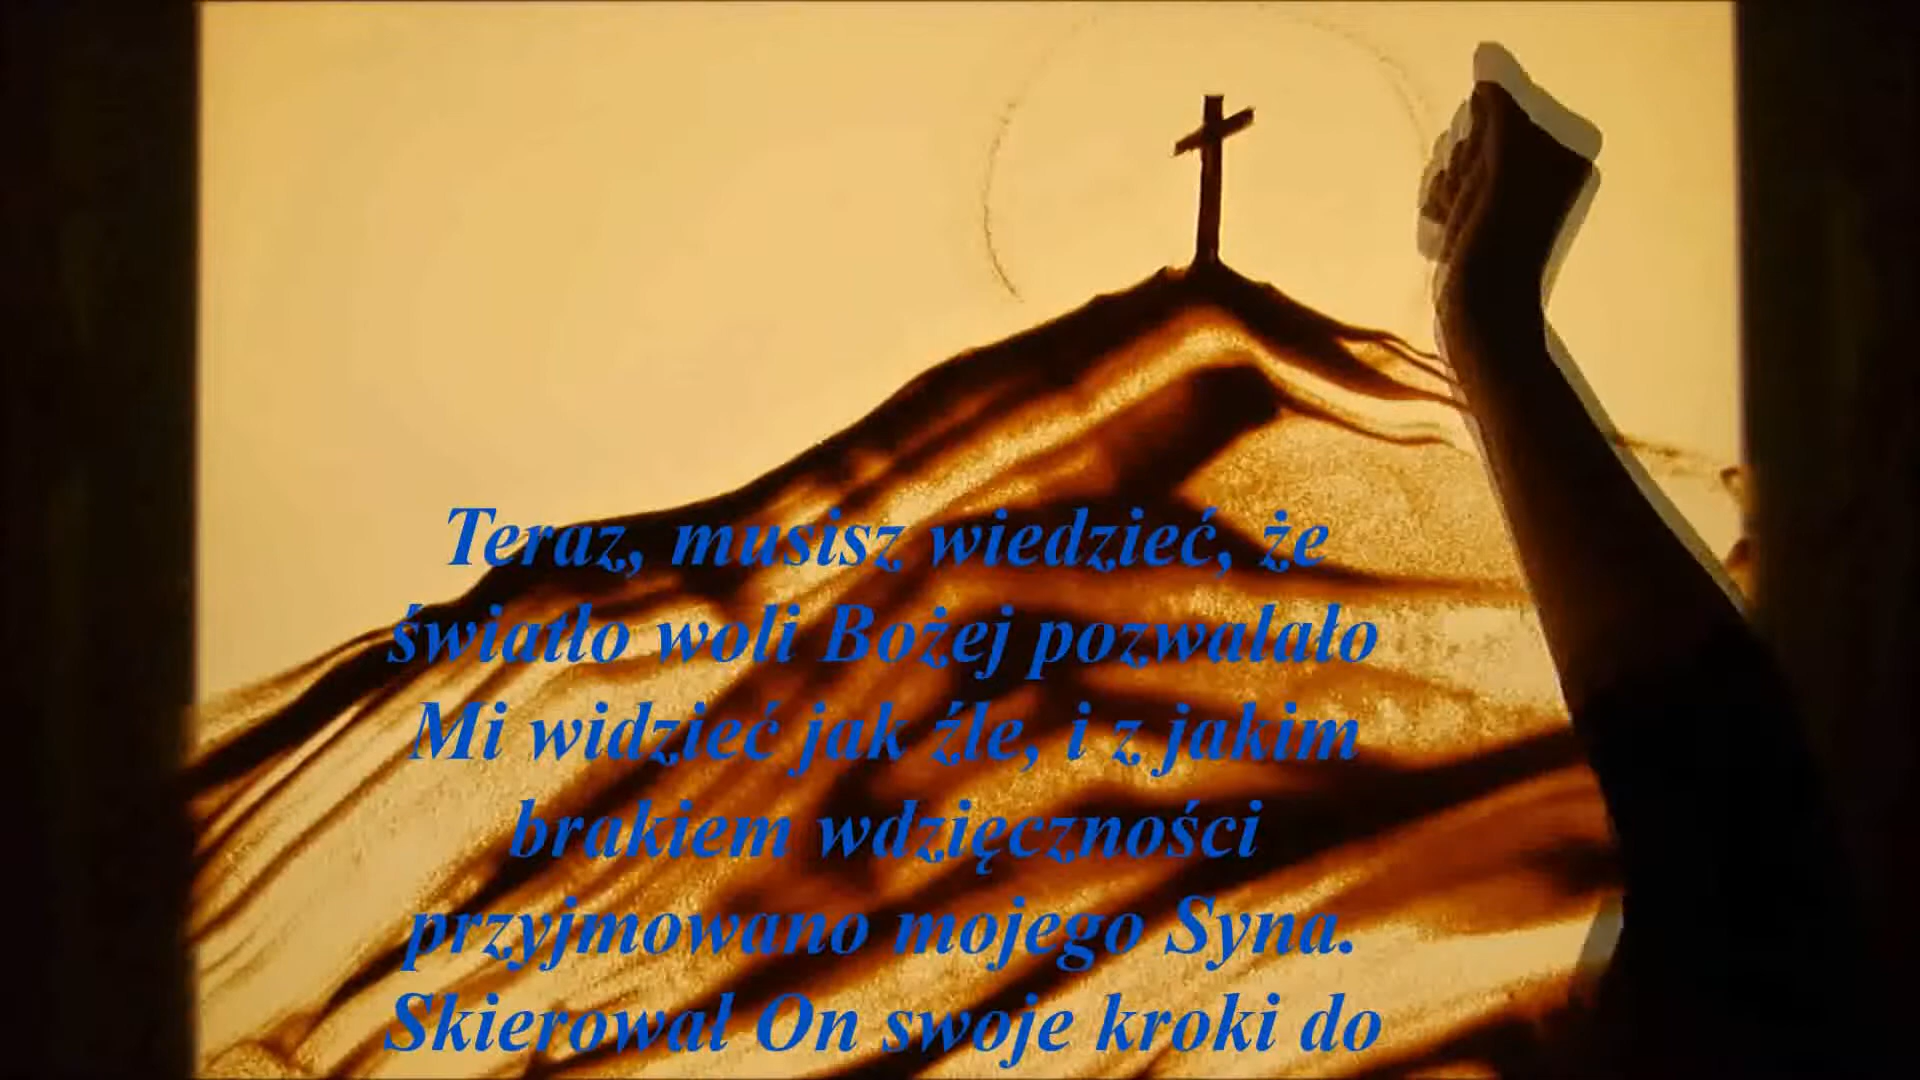 Teraz, musisz wiedzieć, że
światło woli Bożej pozwalało
Mi widzieć jak źle, i z jakim
brakiem wdzięczności
przyjmowano mojego Syna.
Skierował On swoje kroki do